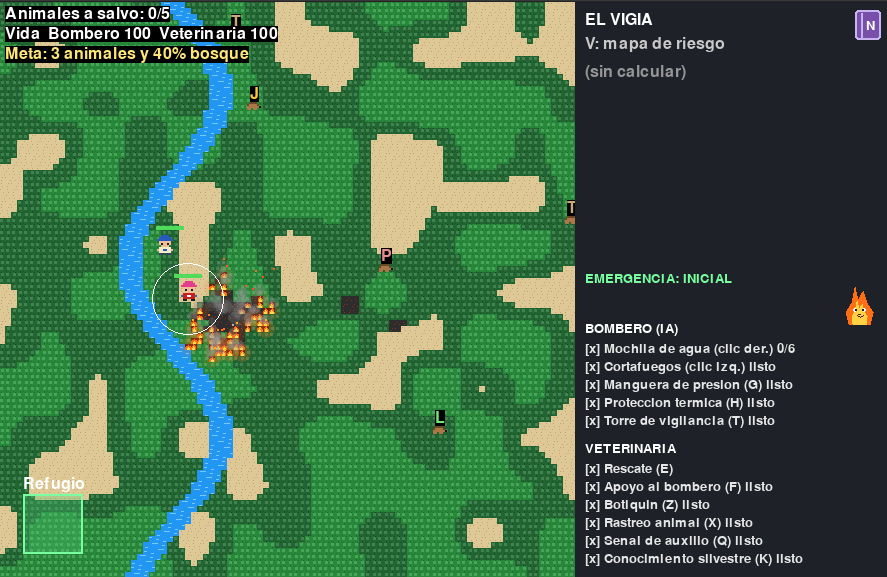 Animales a salvo: 0/5
Vida Bombero 100 Veterinaria 100
Meta: 3 animales y 40% bosque
T
J
T
P
L
Refugio
EL VIGIA
N
V: mapa de riesgo
(sin calcular)
EMERGENCIA: INICIAL
BOMBERO (IA)
[x] Mochila de agua (clic der.) 0/6
[x] Cortafuegos (clic izq.) listo
[x] Manguera de presion (G) listo
[x] Proteccion termica (H) listo
[x] Torre de vigilancia (T) listo
VETERINARIA
[x] Rescate (E)
[x] Apoyo al bombero (F) listo
[x] Botiquin (Z) listo
[x] Rastreo animal (X) listo
[x] Senal de auxilio (Q) listo
[x] Conocimiento silvestre (K) listo